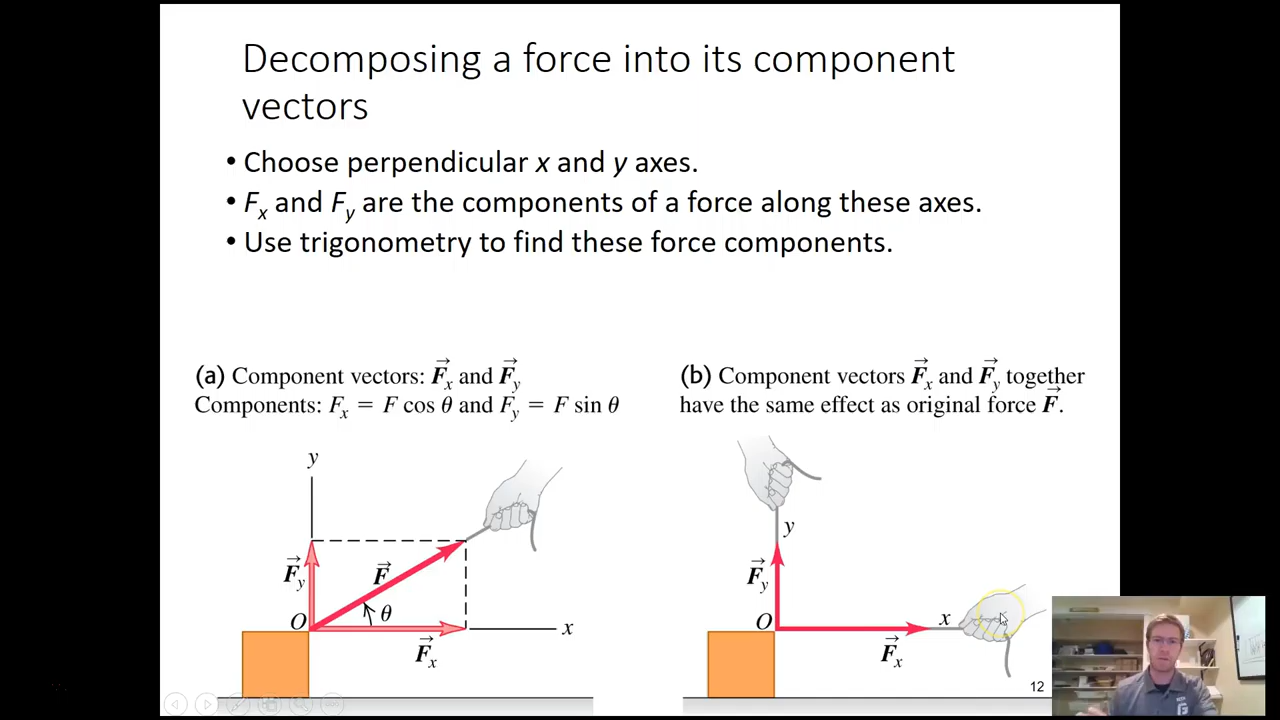 Decomposing a force into its component
vectors
• Choose perpendicular x and y axes.
• Fx and Fy are the components of a force along these axes.
• Use trigonometry to find these force components.
(a) Component vectors: F⃗x and F⃗y
Components: Fx = F cos θ and Fy = F sin θ
y
F⃗y
F⃗
O
θ
x
F⃗x
(b) Component vectors F⃗x and F⃗y together
have the same effect as original force F⃗.
y
F⃗y
O
x
F⃗x
12